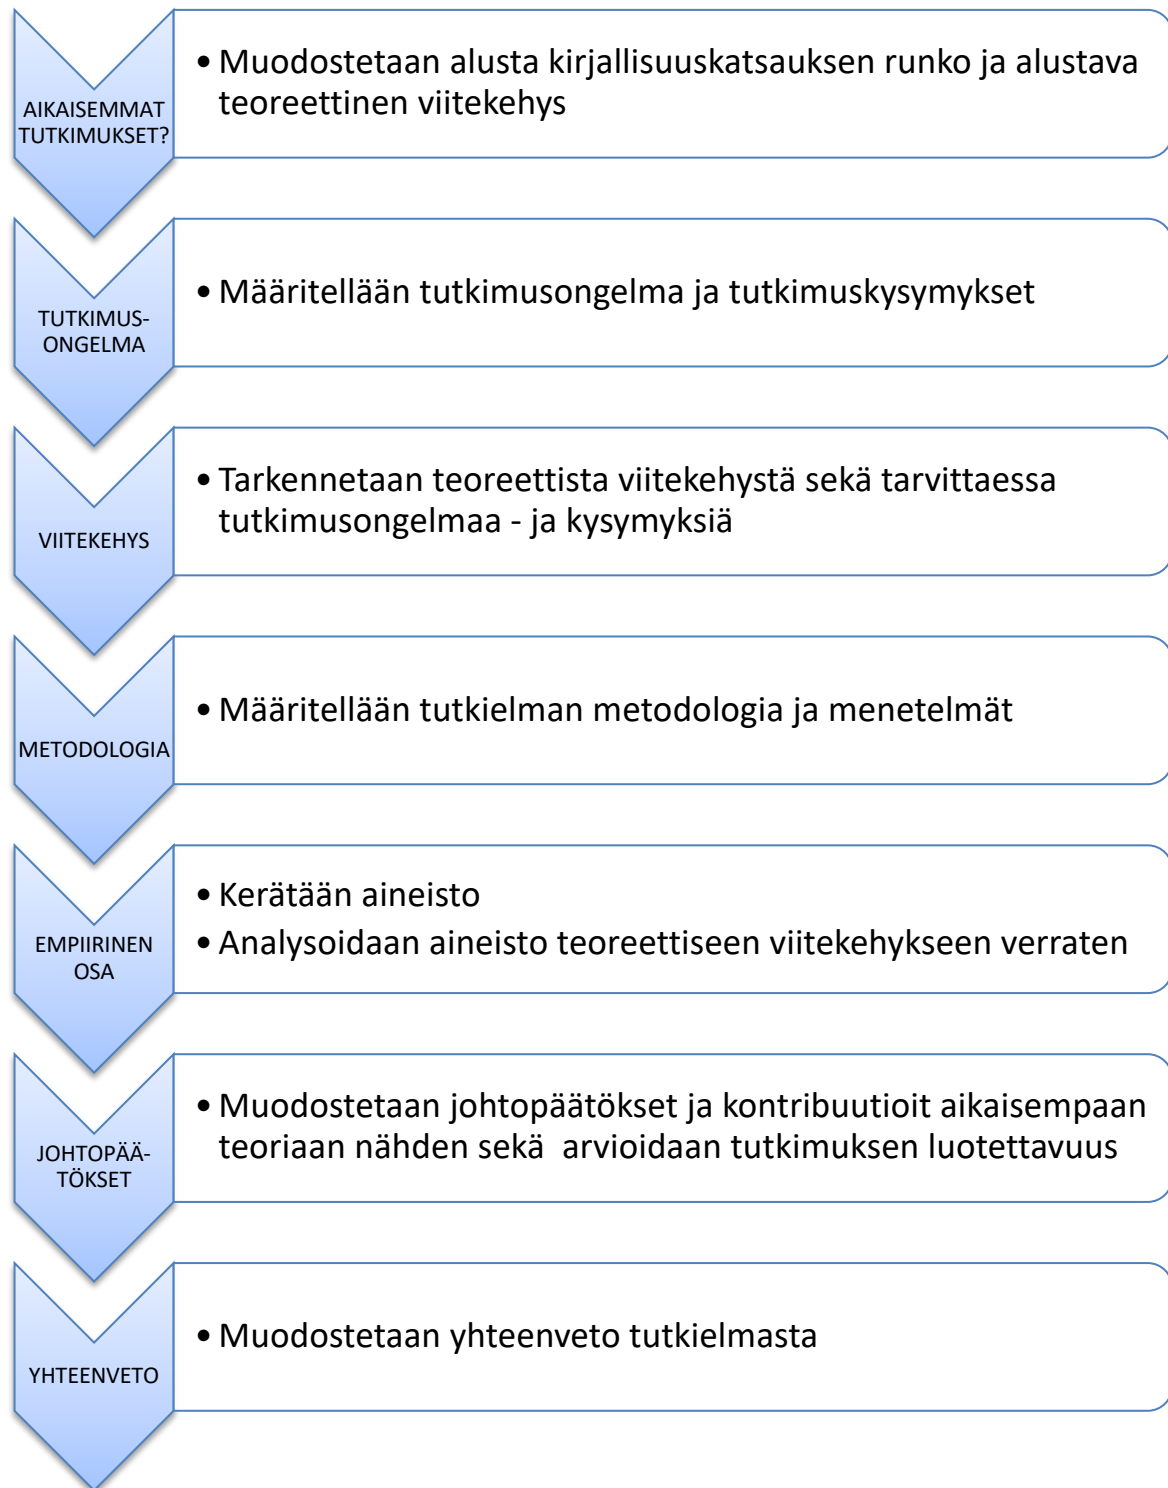 AIKAISEMMAT
TUTKIMUKSET?
• Muodostetaan alusta kirjallisuuskatsauksen runko ja alustava
teoreettinen viitekehys
TUTKIMUS-
ONGELMA
• Määritellään tutkimusongelma ja tutkimuskysymykset
VIITEKEHYS
• Tarkennetaan teoreettista viitekehystä sekä tarvittaessa
tutkimusongelmaa - ja kysymyksiä
METODOLOGIA
• Määritellään tutkielman metodologia ja menetelmät
EMPIIRINEN
OSA
• Kerätään aineisto
• Analysoidaan aineisto teoreettiseen viitekehykseen verraten
JOHTOPÄÄ-
TÖKSET
• Muodostetaan johtopäätökset ja kontribuutioit aikaisempaan
teoriaan nähden sekä  arvioidaan tutkimuksen luotettavuus
YHTEENVETO
• Muodostetaan yhteenveto tutkielmasta